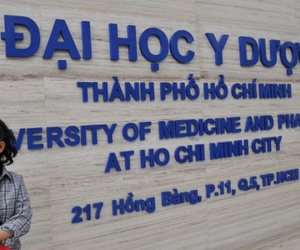 ĐẠI HỌC Y DƯỢC
THÀNH PHỐ HỒ CHÍ MINH
VERSITY OF MEDICINE AND PHA
AT HO CHI MINH CITY
217 Hồng Bàng, P.11, Q.5, TP.HCM